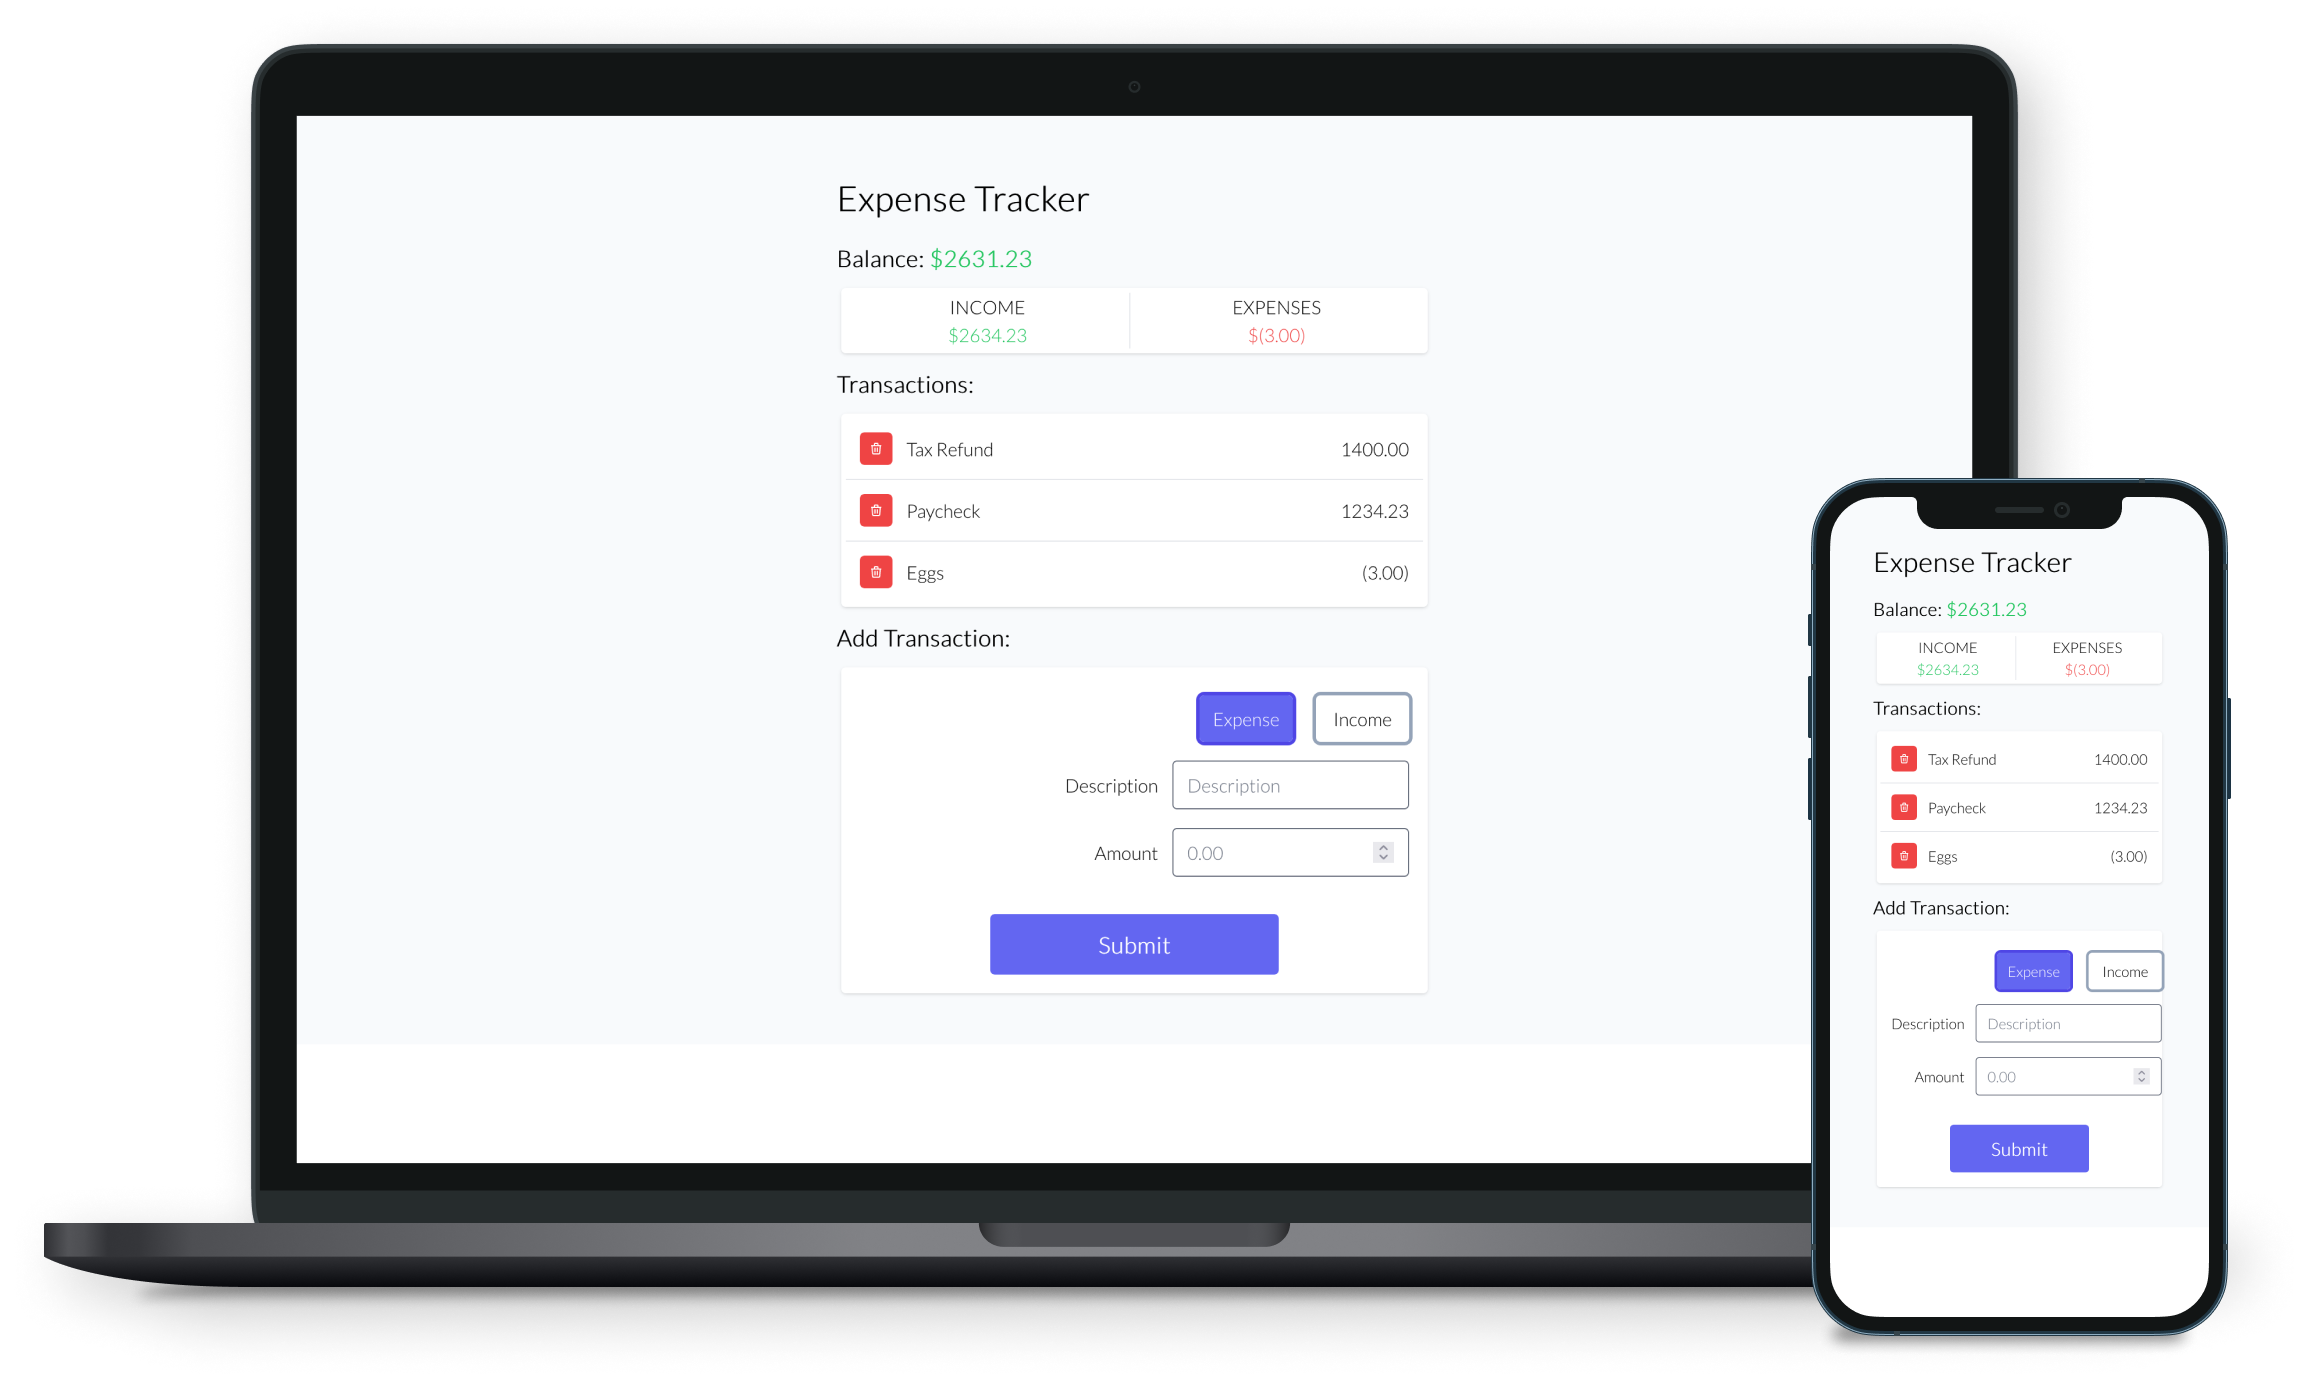 Expense Tracker
Balance: $2631.23
INCOME EXPENSES
$2634.23 $(3.00)
Transactions:
Tax Refund 1400.00
Paycheck 1234.23
Eggs (3.00)
Add Transaction:
Expense Income
Description Description
Amount 0.00
Submit
Expense Tracker
Balance: $2631.23
INCOME EXPENSES
$2634.23 $(3.00)
Transactions:
Tax Refund 1400.00
Paycheck 1234.23
Eggs (3.00)
Add Transaction:
Expense Income
Description Description
Amount 0.00
Submit